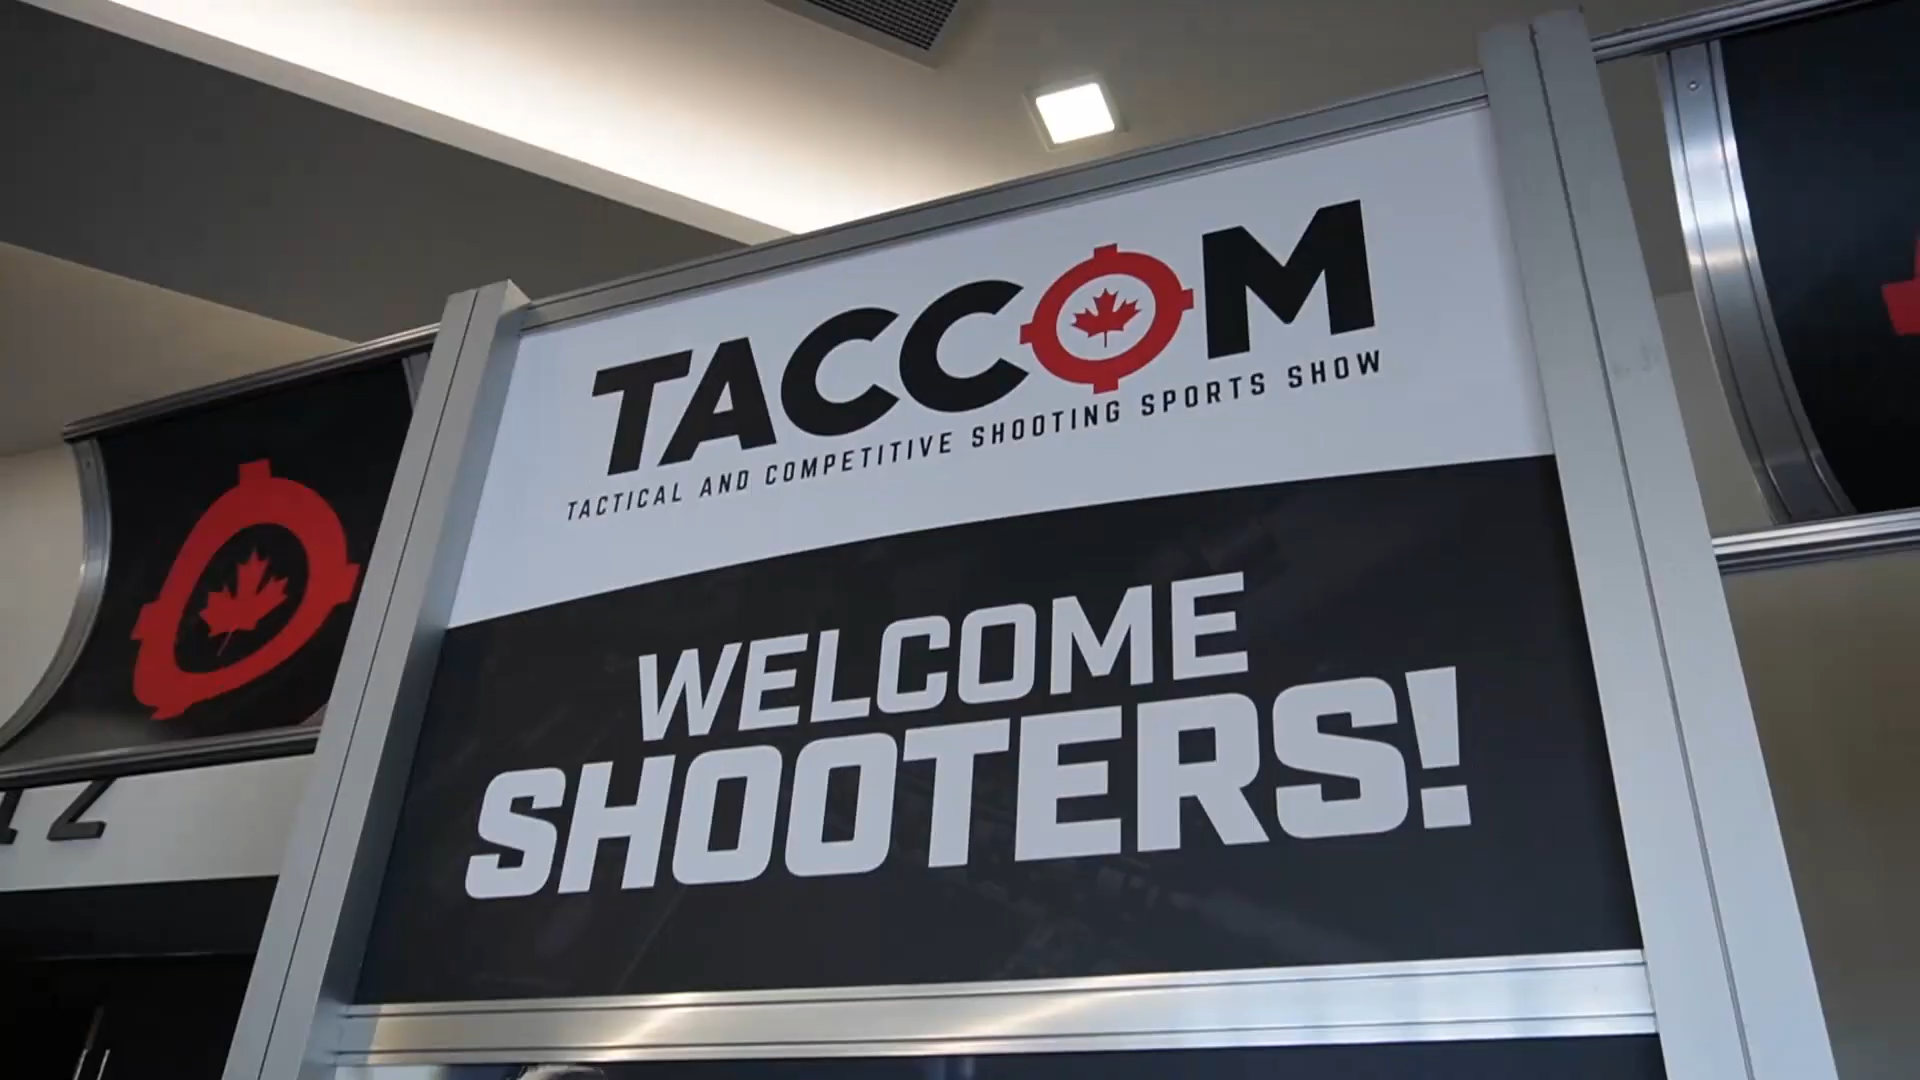 TACCOM
TACTICAL AND COMPETITIVE SHOOTING SPORTS SHOW
WELCOME
SHOOTERS!